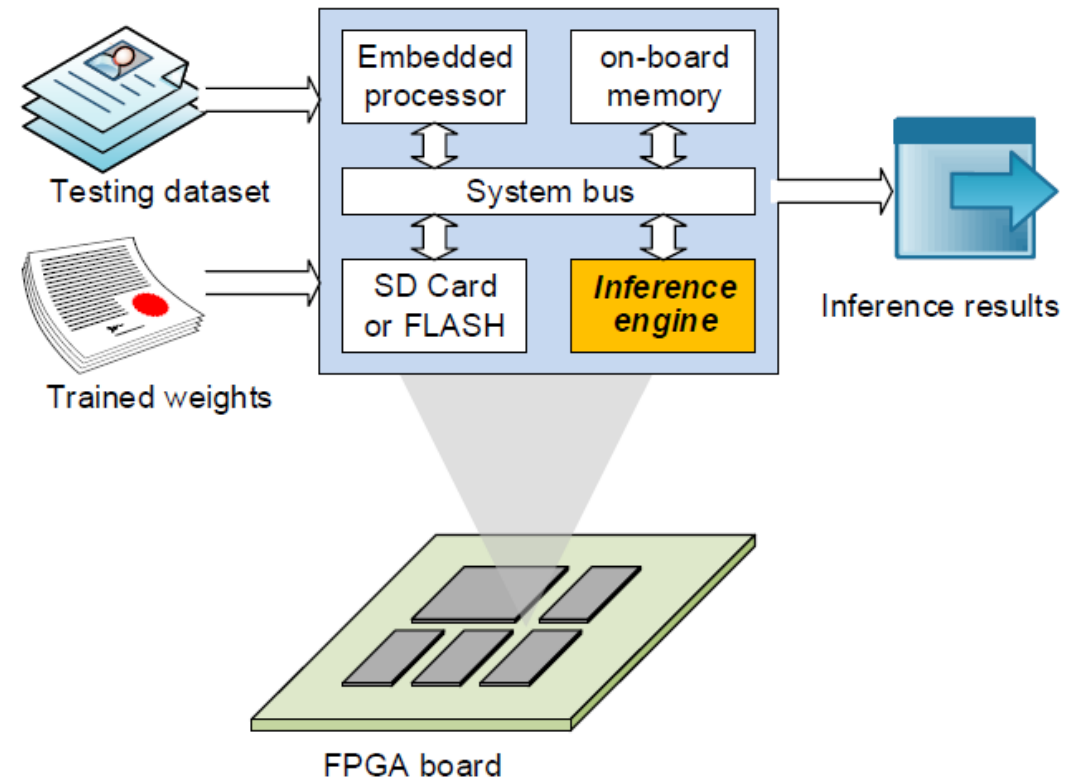 Embedded
processor
on-board
memory
Testing dataset
System bus
SD Card
or FLASH
Inference
engine
Inference results
Trained weights
FPGA board